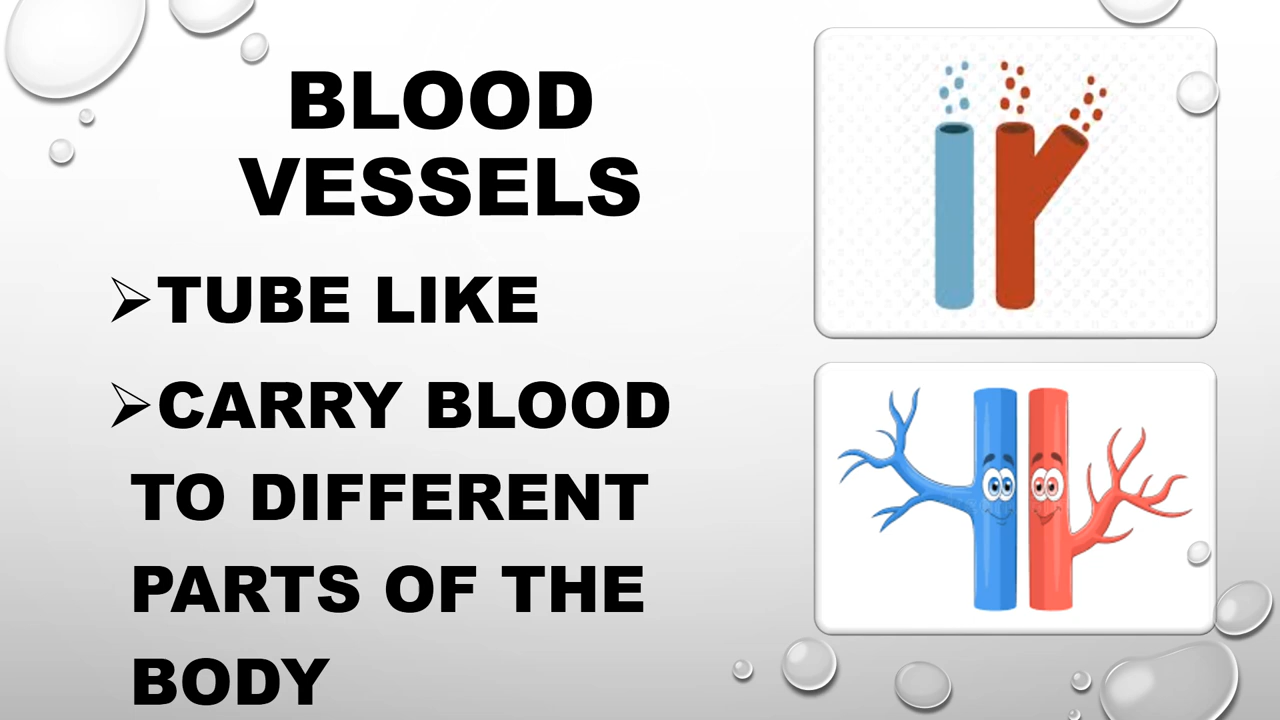 BLOOD
VESSELS
➢TUBE LIKE
➢CARRY BLOOD
TO DIFFERENT
PARTS OF THE
BODY